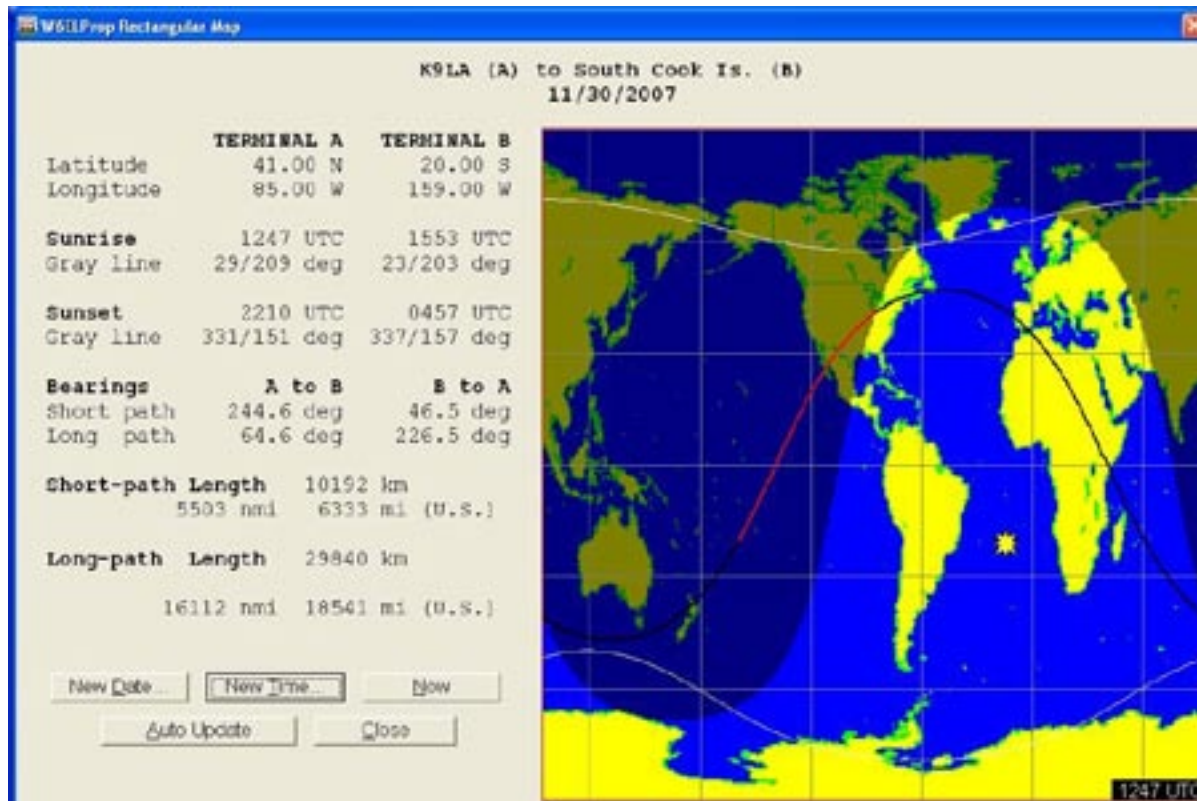 W6ELProp Rectangular Map
K9LA (A) to South Cook Is. (B)
11/30/2007
TERMINAL A TERMINAL B
Latitude 41.00 N 20.00 S
Longitude 85.00 W 159.00 W
Sunrise 1247 UTC 1553 UTC
Gray line 29/209 deg 23/203 deg
Sunset 2210 UTC 0457 UTC
Gray line 331/151 deg 337/157 deg
Bearings A to B B to A
Short path 244.6 deg 46.5 deg
Long path 64.6 deg 226.5 deg
Short-path Length 10192 km
5503 nmi 6333 mi (U.S.)
Long-path Length 29840 km
16112 nmi 18541 mi (U.S.)
New Date... New Time... Now
Auto Update Close
1247 UTC